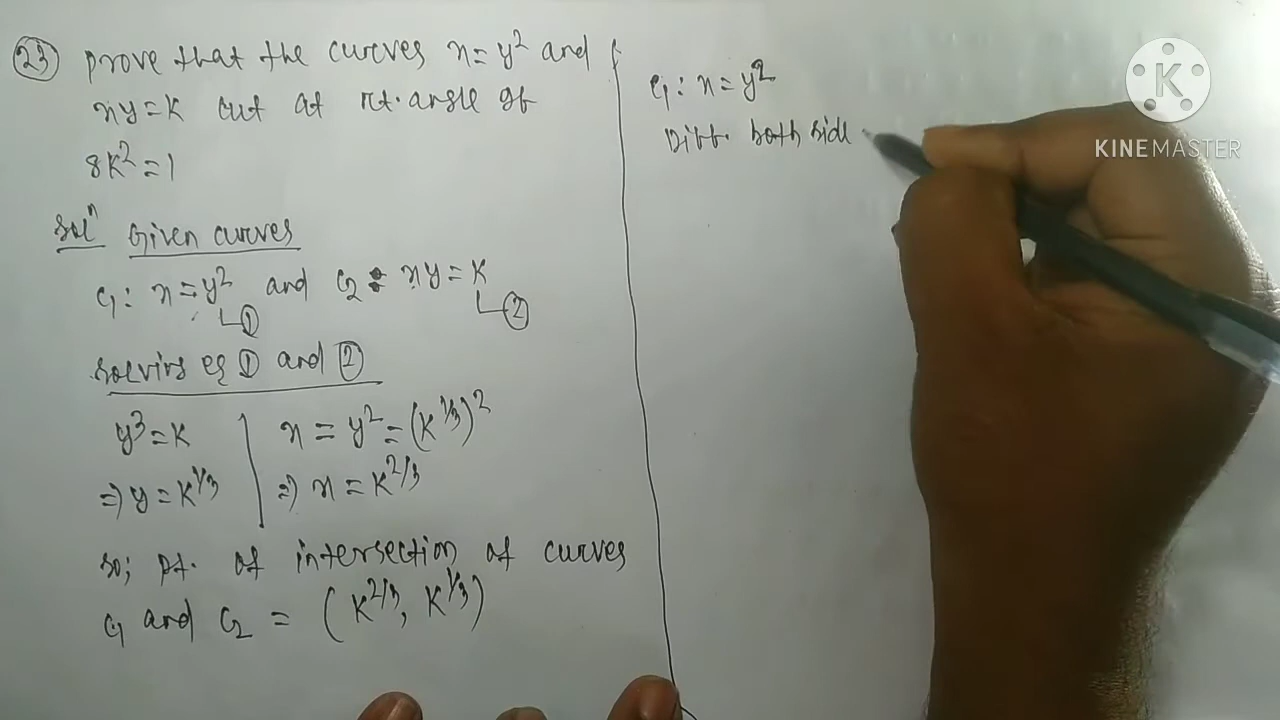 23 Prove that the curves x = y² and
xy = K cut at rt. angle if
8K² = 1
Solⁿ Given curves
C₁: x = y² and C₂: xy = K
① ②
Solving eq ① and ②
y³ = K
⇒ y = K^1/3
x = y² = (K^1/3)²
⇒ x = K^2/3
So; pt. of intersection of curves
C₁ and C₂ = (K^2/3, K^1/3)
C₁: x = y²
Diff. both side
K
KINEMASTER